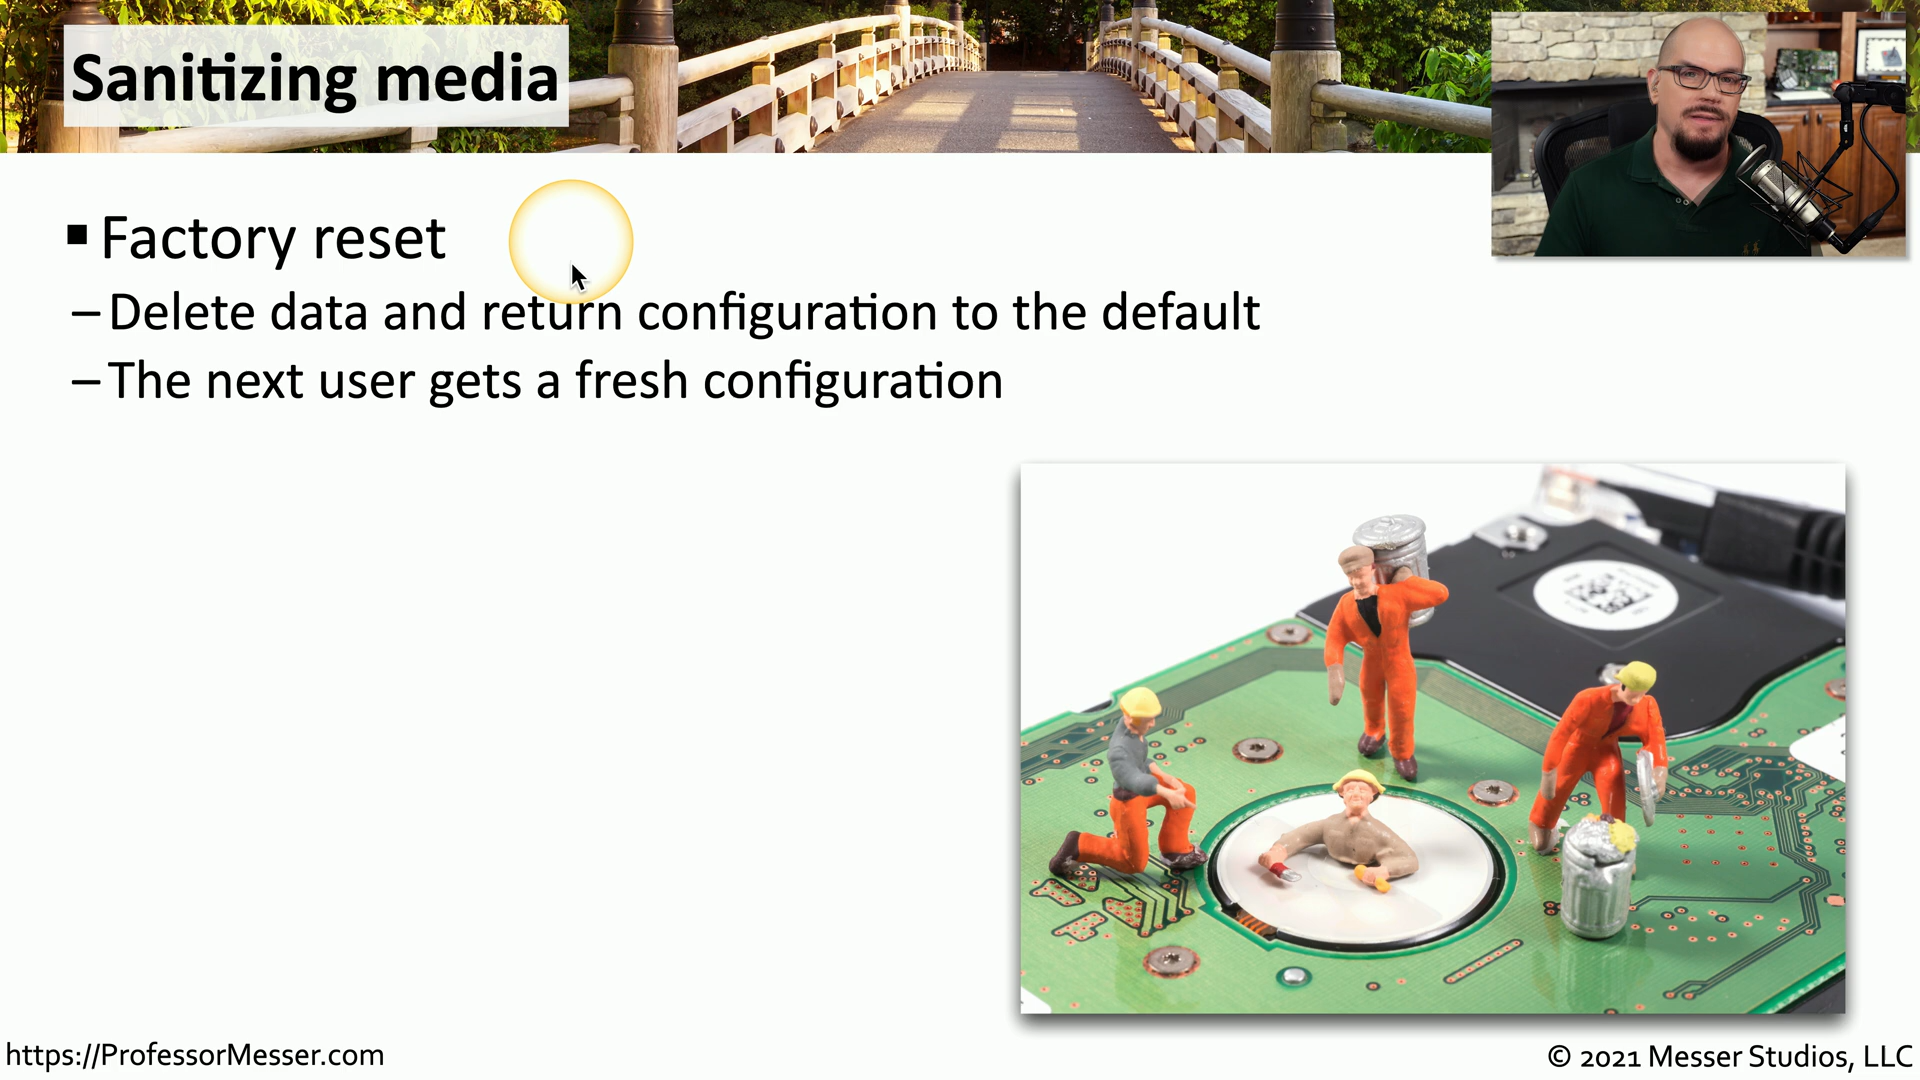 Sanitizing media
▪ Factory reset
– Delete data and return configuration to the default
– The next user gets a fresh configuration
https://ProfessorMesser.com
© 2021 Messer Studios, LLC